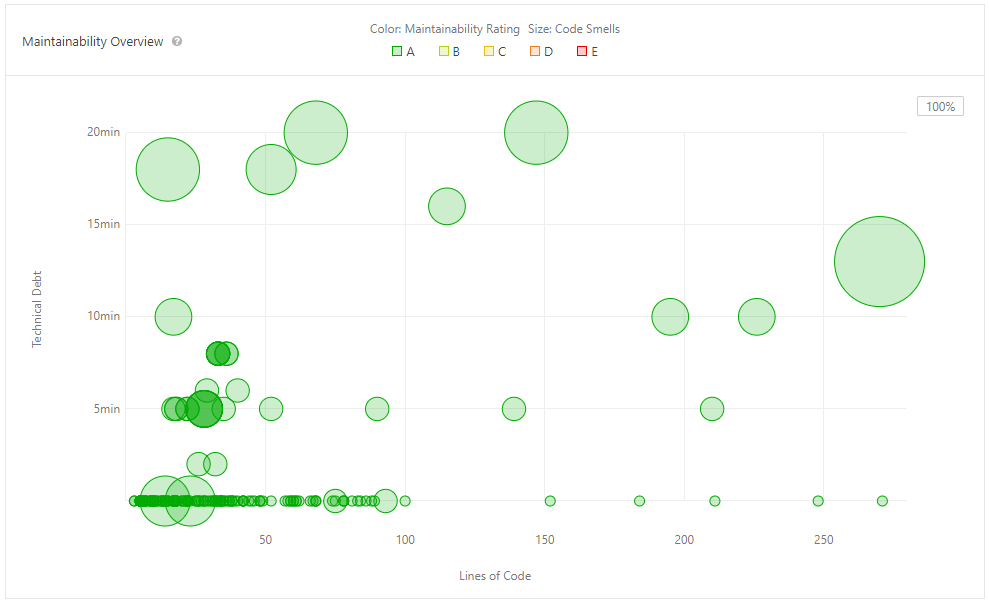 Maintainability Overview ?
Color: Maintainability Rating Size: Code Smells
A B C D E
100%
20min
15min
10min
5min
Technical Debt
50 100 150 200 250
Lines of Code